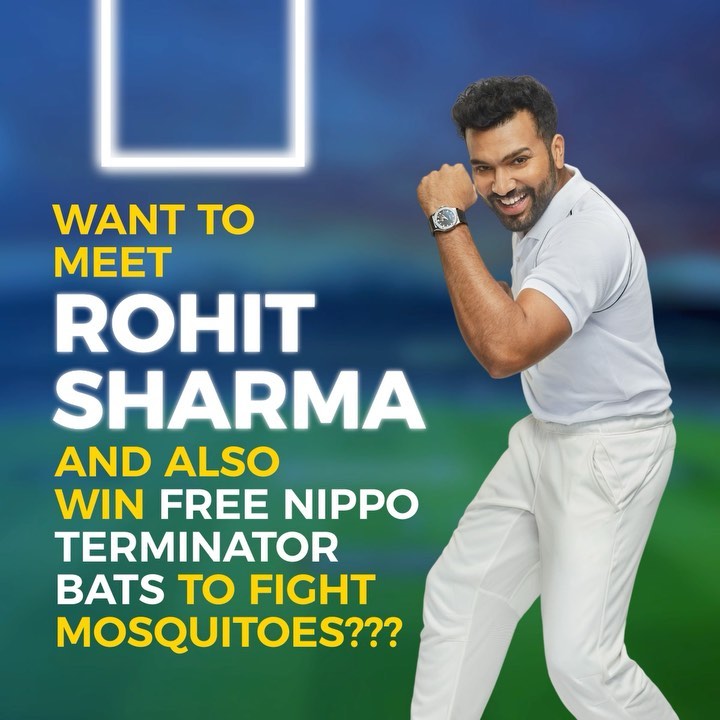 WANT TO
MEET
ROHIT
SHARMA
AND ALSO
WIN FREE NIPPO
TERMINATOR
BATS TO FIGHT
MOSQUITOES???